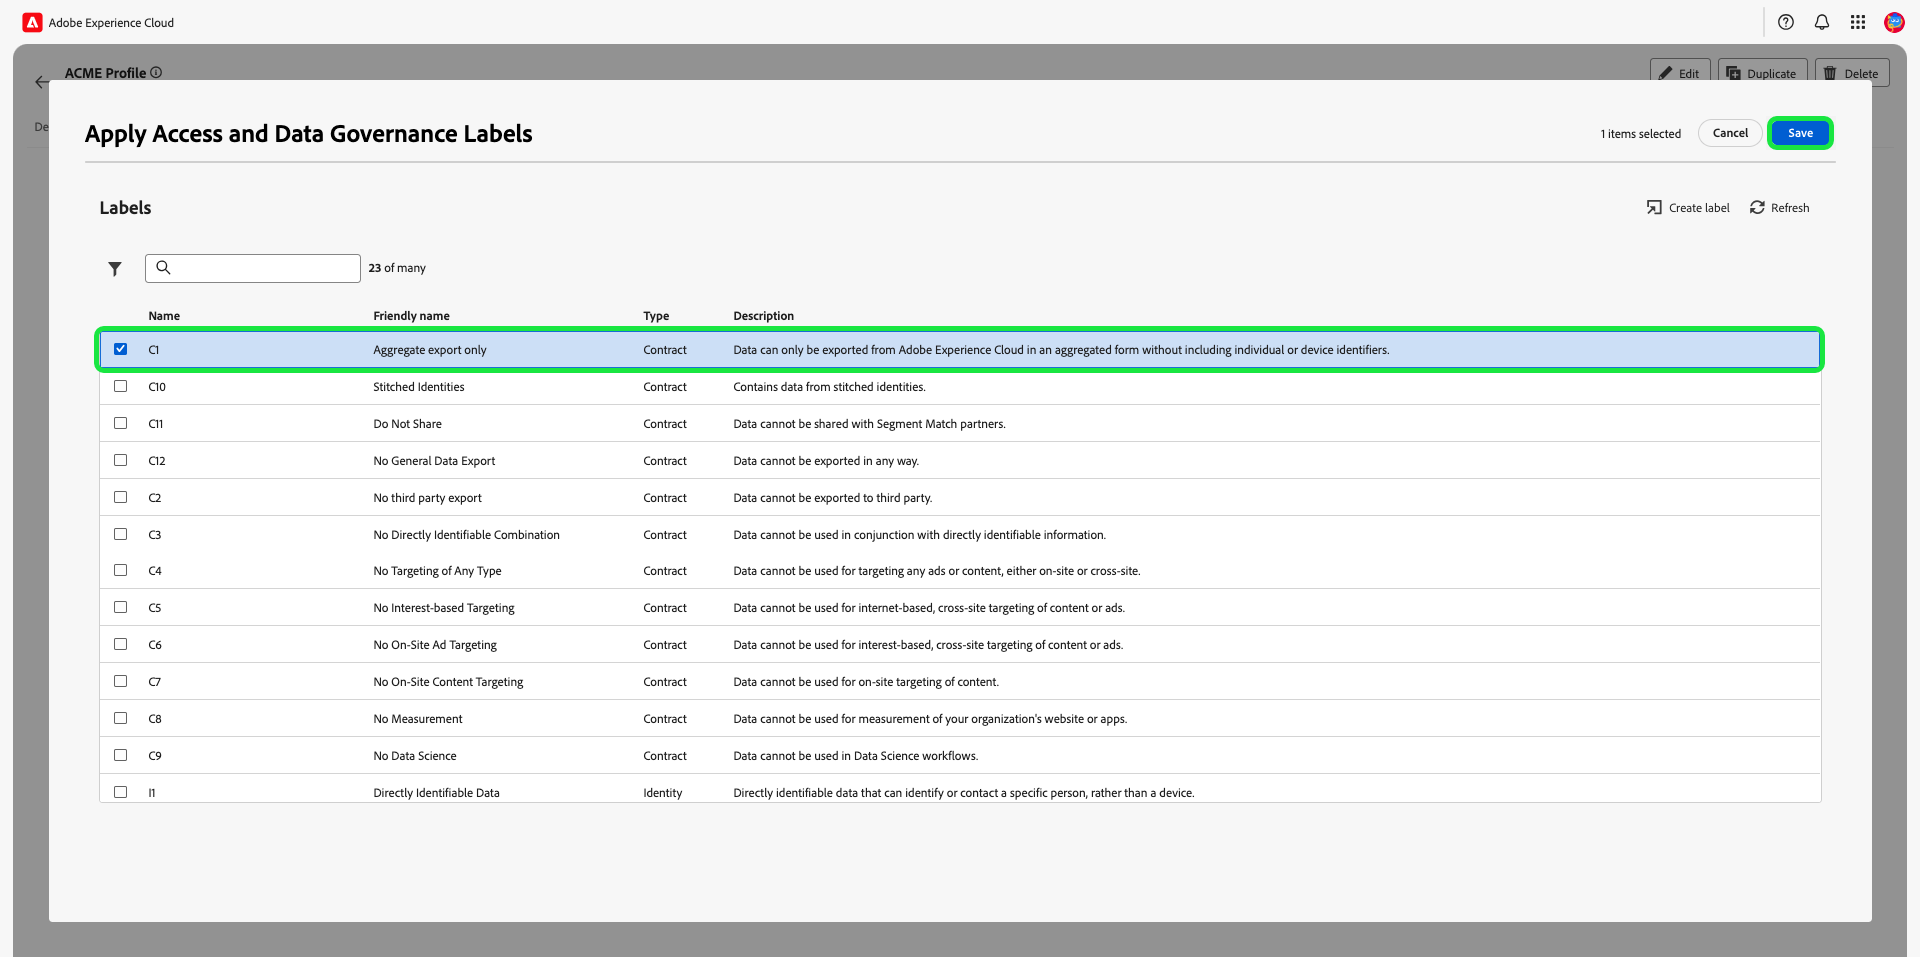 Adobe Experience Cloud
ACME Profile
Edit
Duplicate
Delete
De
Apply Access and Data Governance Labels
1 items selected
Cancel
Save
Labels
Create label
Refresh
23 of many
Name Friendly name Type Description
C1 Aggregate export only Contract Data can only be exported from Adobe Experience Cloud in an aggregated form without including individual or device identifiers.
C10 Stitched Identities Contract Contains data from stitched identities.
C11 Do Not Share Contract Data cannot be shared with Segment Match partners.
C12 No General Data Export Contract Data cannot be exported in any way.
C2 No third party export Contract Data cannot be exported to third party.
C3 No Directly Identifiable Combination Contract Data cannot be used in conjunction with directly identifiable information.
C4 No Targeting of Any Type Contract Data cannot be used for targeting any ads or content, either on-site or cross-site.
C5 No Interest-based Targeting Contract Data cannot be used for internet-based, cross-site targeting of content or ads.
C6 No On-Site Ad Targeting Contract Data cannot be used for interest-based, cross-site targeting of content or ads.
C7 No On-Site Content Targeting Contract Data cannot be used for on-site targeting of content.
C8 No Measurement Contract Data cannot be used for measurement of your organization's website or apps.
C9 No Data Science Contract Data cannot be used in Data Science workflows.
I1 Directly Identifiable Data Identity Directly identifiable data that can identify or contact a specific person, rather than a device.